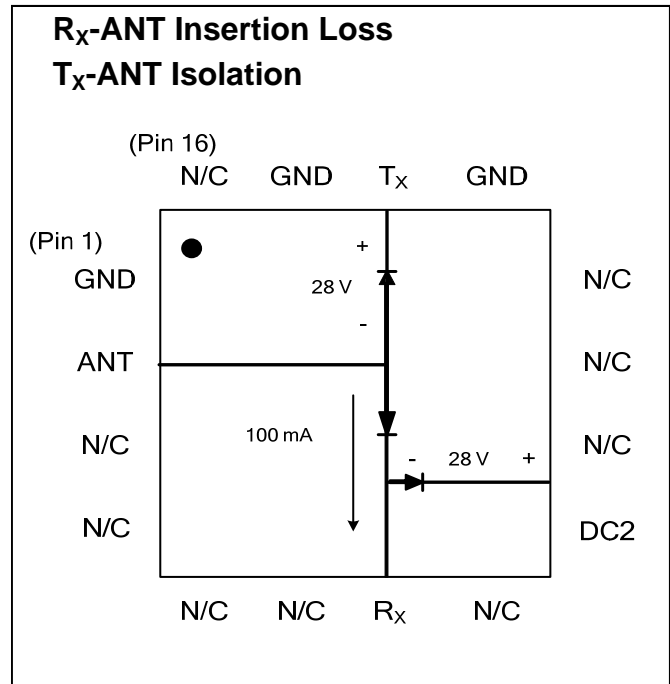 Rx-ANT Insertion Loss
Tx-ANT Isolation
(Pin 16)
N/C GND Tx GND
(Pin 1)
GND + N/C
28 V
-
ANT N/C
N/C 100 mA N/C
- 28 V +
N/C DC2
N/C N/C Rx N/C